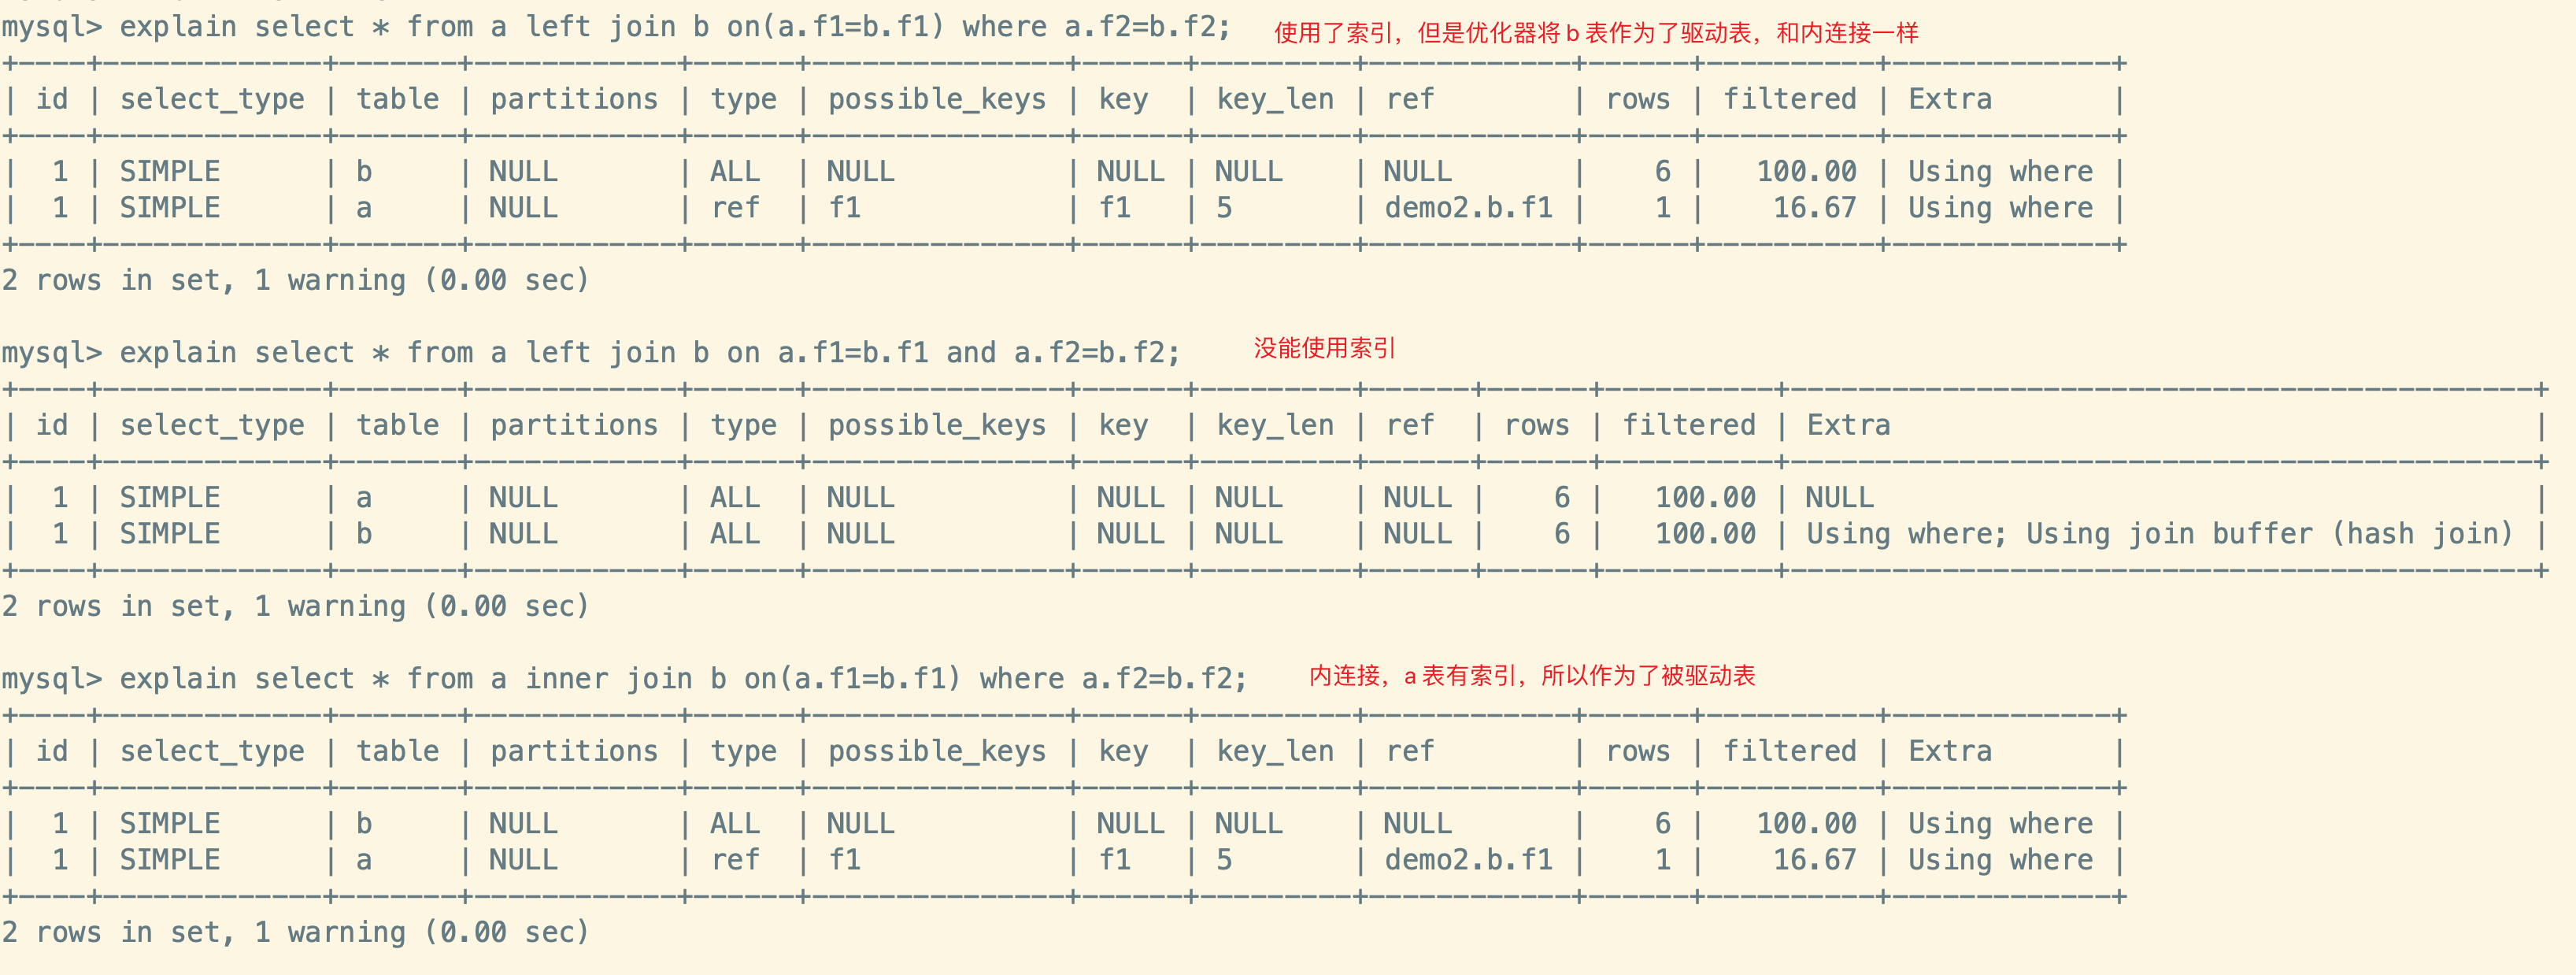 mysql> explain select * from a left join b on(a.f1=b.f1) where a.f2=b.f2; 使用了索引，但是优化器将 b 表作为了驱动表，和内连接一样
+----+-------------+-------+------------+------+---------------+------+---------+-------------+------+----------+-------------+
| id | select_type | table | partitions | type | possible_keys | key  | key_len | ref         | rows | filtered | Extra       |
+----+-------------+-------+------------+------+---------------+------+---------+-------------+------+----------+-------------+
|  1 | SIMPLE      | b     | NULL       | ALL  | NULL          | NULL | NULL    | NULL        |    6 |   100.00 | Using where |
|  1 | SIMPLE      | a     | NULL       | ref  | f1            | f1   | 5       | demo2.b.f1 |    1 |    16.67 | Using where |
+----+-------------+-------+------------+------+---------------+------+---------+-------------+------+----------+-------------+
2 rows in set, 1 warning (0.00 sec)
mysql> explain select * from a left join b on a.f1=b.f1 and a.f2=b.f2; 没能使用索引
+----+-------------+-------+------------+------+---------------+------+---------+------+------+----------+--------------------------------------------+
| id | select_type | table | partitions | type | possible_keys | key  | key_len | ref  | rows | filtered | Extra                                      |
+----+-------------+-------+------------+------+---------------+------+---------+------+------+----------+--------------------------------------------+
|  1 | SIMPLE      | a     | NULL       | ALL  | NULL          | NULL | NULL    | NULL |    6 |   100.00 | NULL                                       |
|  1 | SIMPLE      | b     | NULL       | ALL  | NULL          | NULL | NULL    | NULL |    6 |   100.00 | Using where; Using join buffer (hash join) |
+----+-------------+-------+------------+------+---------------+------+---------+------+------+----------+--------------------------------------------+
2 rows in set, 1 warning (0.00 sec)
mysql> explain select * from a inner join b on(a.f1=b.f1) where a.f2=b.f2; 内连接，a 表有索引，所以作为了被驱动表
+----+-------------+-------+------------+------+---------------+------+---------+-------------+------+----------+-------------+
| id | select_type | table | partitions | type | possible_keys | key  | key_len | ref         | rows | filtered | Extra       |
+----+-------------+-------+------------+------+---------------+------+---------+-------------+------+----------+-------------+
|  1 | SIMPLE      | b     | NULL       | ALL  | NULL          | NULL | NULL    | NULL        |    6 |   100.00 | Using where |
|  1 | SIMPLE      | a     | NULL       | ref  | f1            | f1   | 5       | demo2.b.f1 |    1 |    16.67 | Using where |
+----+-------------+-------+------------+------+---------------+------+---------+-------------+------+----------+-------------+
2 rows in set, 1 warning (0.00 sec)